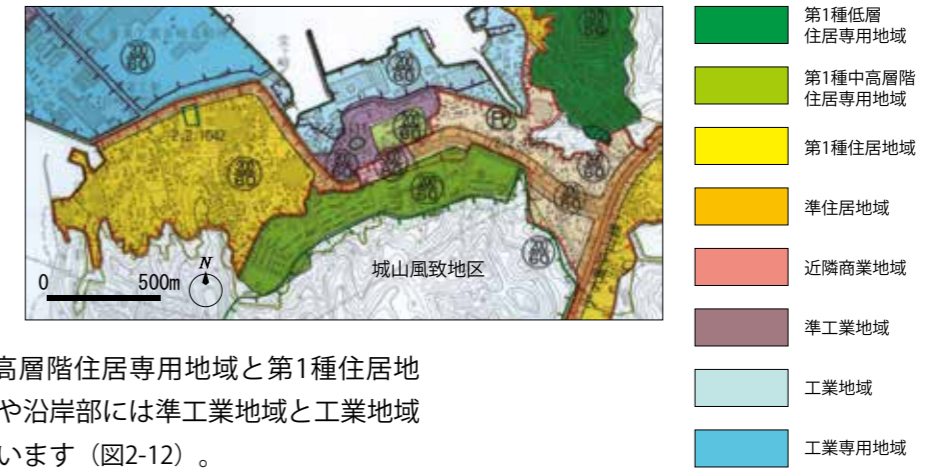 第1種低層
住居専用地域
第1種中高層階
住居専用地域
第1種住居地域
準住居地域
近隣商業地域
準工業地域
工業地域
工業専用地域
2.2.1042
城山風致地区
N
0 500m
高層階住居専用地域と第1種住居地
や沿岸部には準工業地域と工業地域
います（図2-12）。